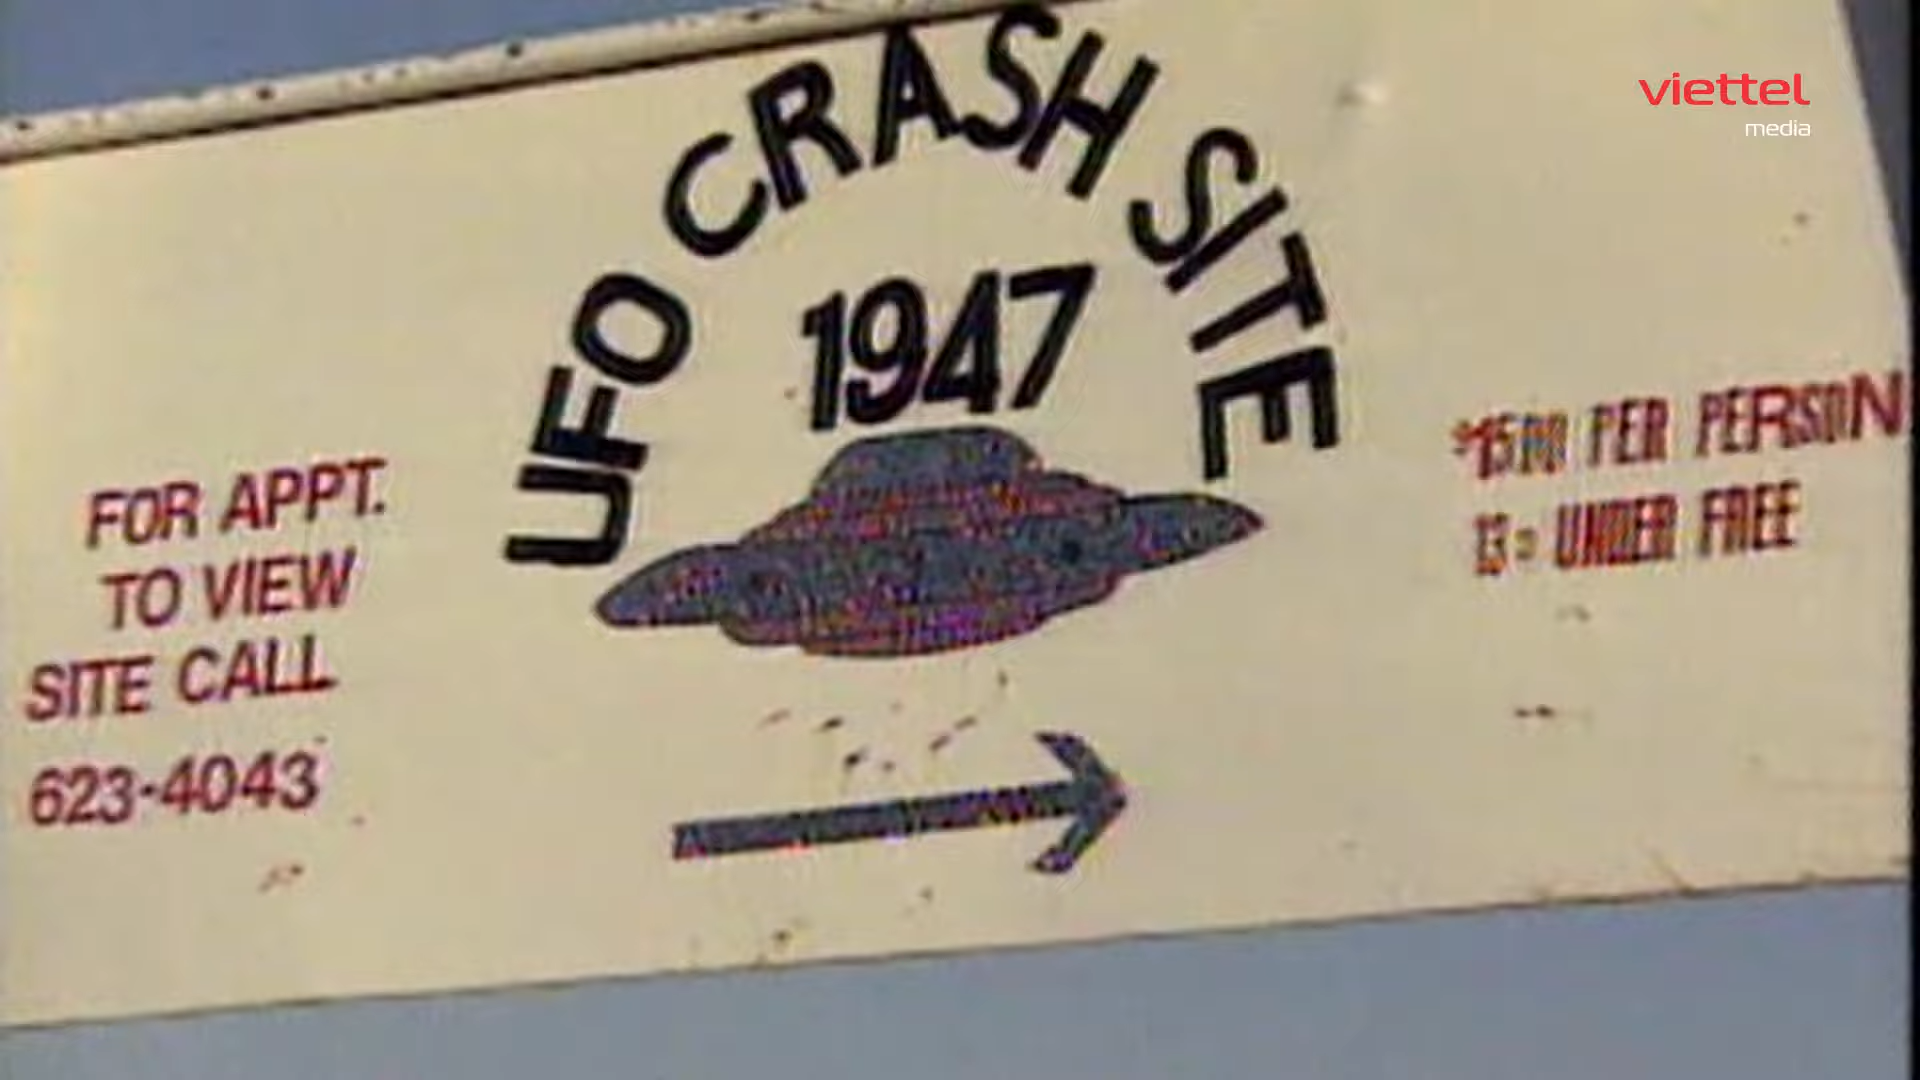 UFO CRASH SITE
1947
FOR APPT.
TO VIEW
SITE CALL
623-4043
$15.00 PER PERSON
UNDER FREE
viettel
media